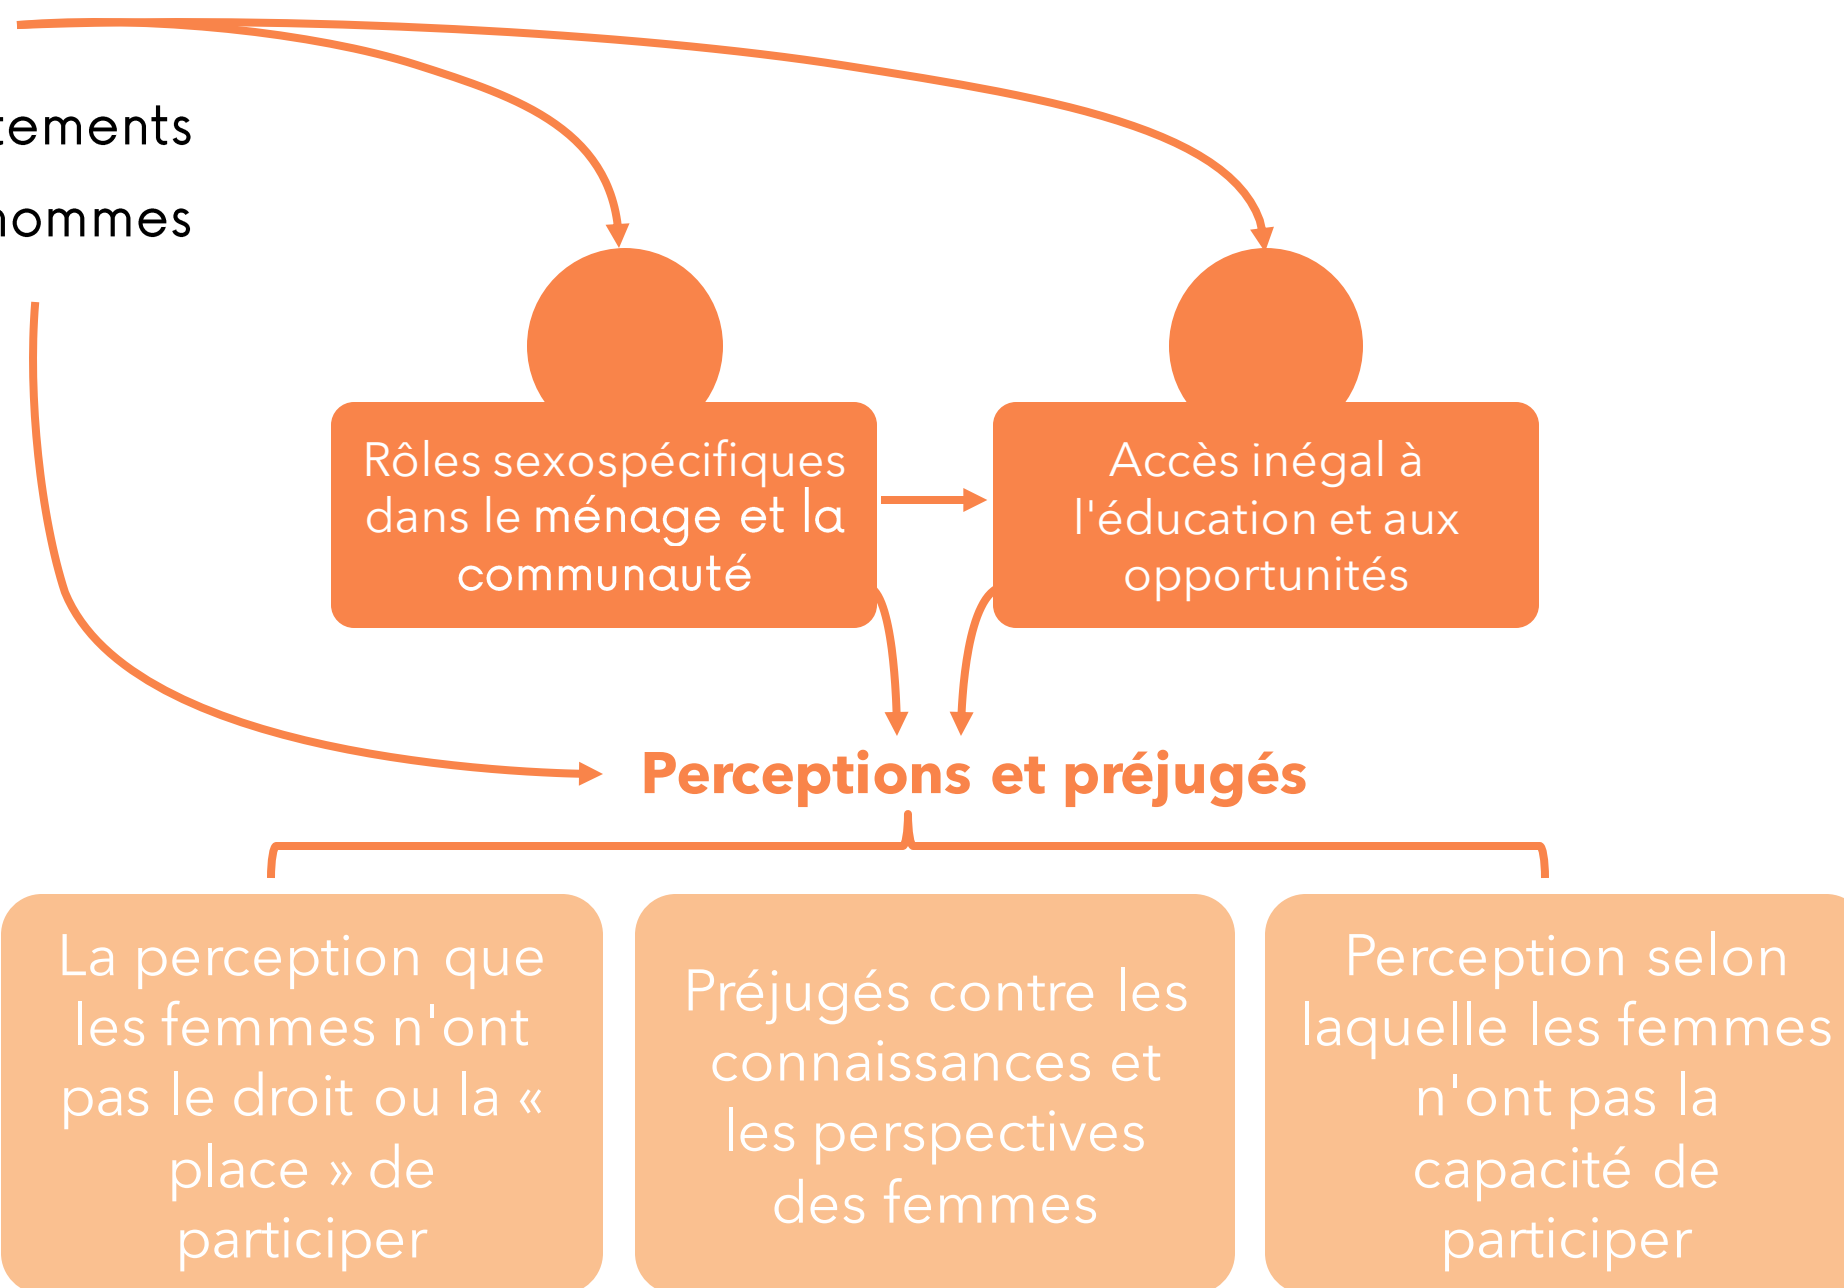 tements
hommes
Rôles sexospécifiques
dans le ménage et la
communauté
Accès inégal à
l'éducation et aux
opportunités
Perceptions et préjugés
La perception que
les femmes n'ont
pas le droit ou la «
place » de
participer
Préjugés contre les
connaissances et
les perspectives
des femmes
Perception selon
laquelle les femmes
n'ont pas la
capacité de
participer